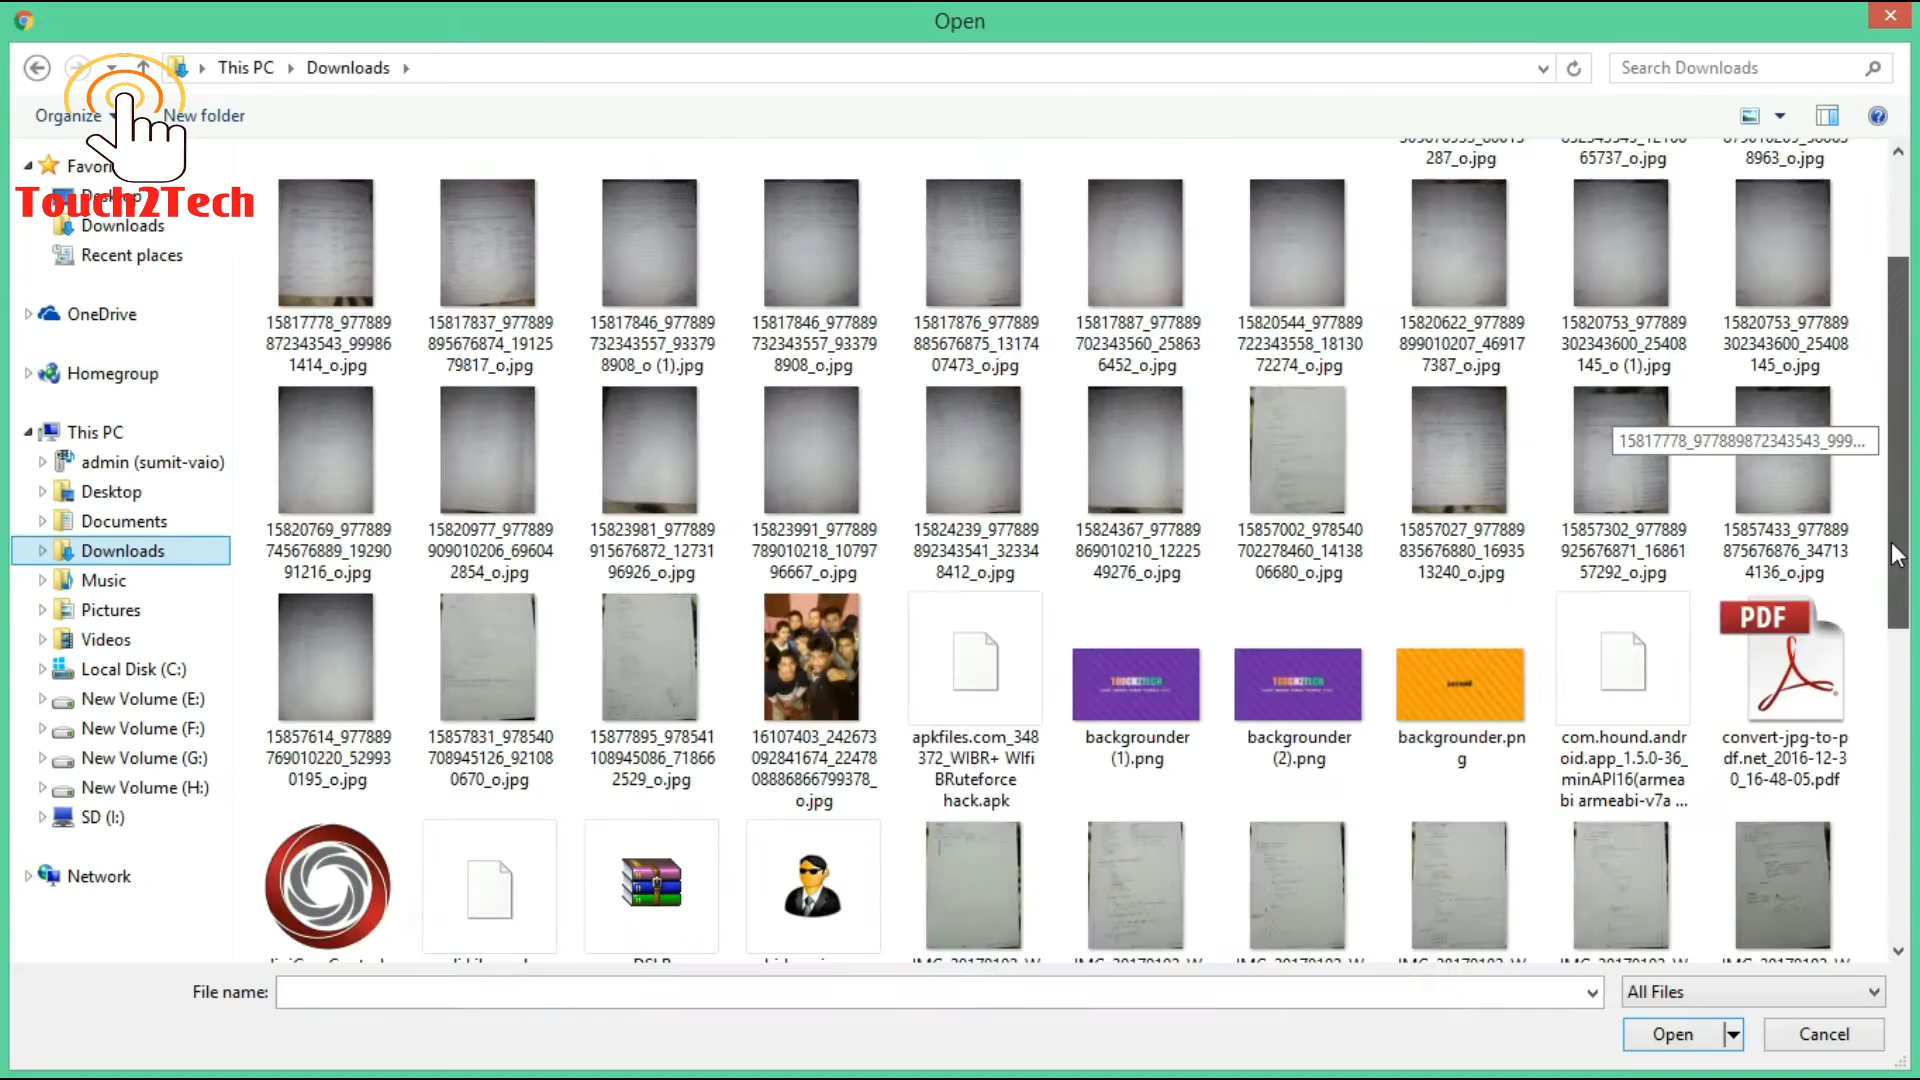 Open
This PC
Downloads
Search Downloads
Organize
New folder
Favori
Desktop
Touch2Tech
Downloads
Recent places
OneDrive
Homegroup
This PC
admin (sumit-vaio)
Desktop
Documents
Downloads
Music
Pictures
Videos
Local Disk (C:)
New Volume (E:)
New Volume (F:)
New Volume (G:)
New Volume (H:)
SD (I:)
Network
287_o.jpg
65737_o.jpg
8963_o.jpg
15817778_977889
872343543_99986
1414_o.jpg
15817837_977889
895676874_19125
79817_o.jpg
15817846_977889
732343557_93379
8908_o (1).jpg
15817846_977889
732343557_93379
8908_o.jpg
15817876_977889
885676875_13174
07473_o.jpg
15817887_977889
702343560_25863
6452_o.jpg
15820544_977889
722343558_18130
72274_o.jpg
15820622_977889
899010207_46917
7387_o.jpg
15820753_977889
302343600_25408
145_o (1).jpg
15820753_977889
302343600_25408
145_o.jpg
15817778_977889872343543_999...
15820769_977889
745676889_19290
91216_o.jpg
15820977_977889
909010206_69604
2854_o.jpg
15823981_977889
915676872_12731
96926_o.jpg
15823991_977889
789010218_10797
96667_o.jpg
15824239_977889
892343541_32334
8412_o.jpg
15824367_977889
869010210_12225
49276_o.jpg
15857002_978540
702278460_14138
06680_o.jpg
15857027_977889
835676880_16935
13240_o.jpg
15857302_977889
925676871_16861
57292_o.jpg
15857433_977889
875676876_34713
4136_o.jpg
15857614_977889
769010220_52993
0195_o.jpg
15857831_978540
708945126_92108
0670_o.jpg
15877895_978541
108945086_71866
2529_o.jpg
16107403_242673
092841674_22478
08886866799378_
o.jpg
apkfiles.com_348
372_WIBR+ WIfi
BRuteforce
hack.apk
TOUCH2TECH
backgrounder
(1).png
TOUCH2TECH
backgrounder
(2).png
backgrounder.pn
g
com.hound.andr
oid.app_1.5.0-36_
minAPI16(armea
bi armeabi-v7a ...
PDF
convert-jpg-to-p
df.net_2016-12-3
0_16-48-05.pdf
File name:
All Files
Open
Cancel